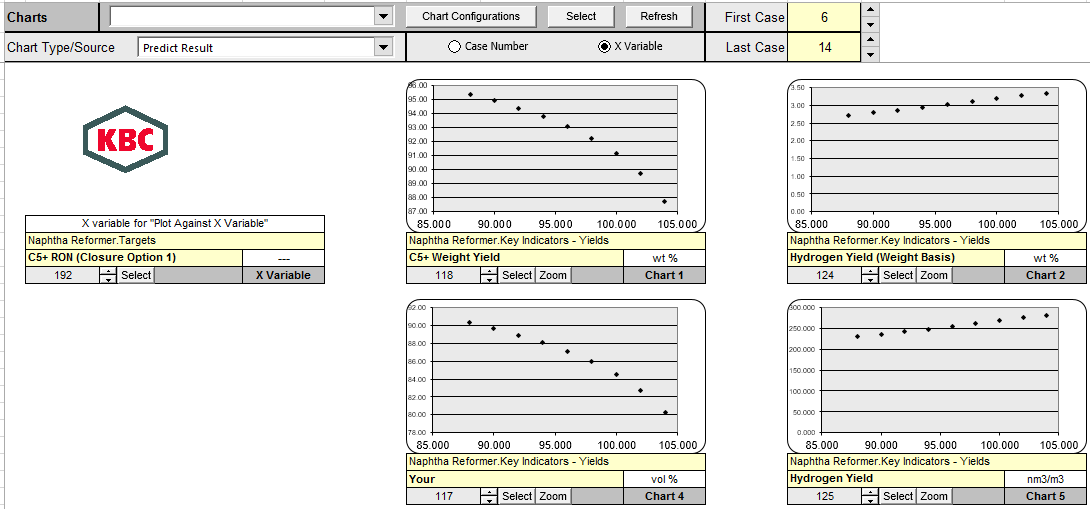 Charts Chart Configurations Select Refresh First Case 6
Chart Type/Source Predict Result Case Number X Variable Last Case 14
KBC
X variable for "Plot Against X Variable"
Naphtha Reformer.Targets
C5+ RON (Closure Option 1) ---
192 Select X Variable
96.00
95.00
94.00
93.00
92.00
91.00
90.00
89.00
88.00
87.00
85.000 90.000 95.000 100.000 105.000
Naphtha Reformer.Key Indicators - Yields
C5+ Weight Yield wt %
118 Select Zoom Chart 1
3.50
3.00
2.50
2.00
1.50
1.00
0.50
0.00
85.000 90.000 95.000 100.000 105.000
Naphtha Reformer.Key Indicators - Yields
Hydrogen Yield (Weight Basis) wt %
124 Select Zoom Chart 2
92.00
90.00
88.00
86.00
84.00
82.00
80.00
78.00
85.000 90.000 95.000 100.000 105.000
Naphtha Reformer.Key Indicators - Yields
Your vol %
117 Select Zoom Chart 4
300.000
250.000
200.000
150.000
100.000
50.000
0.000
85.000 90.000 95.000 100.000 105.000
Naphtha Reformer.Key Indicators - Yields
Hydrogen Yield nm3/m3
125 Select Zoom Chart 5